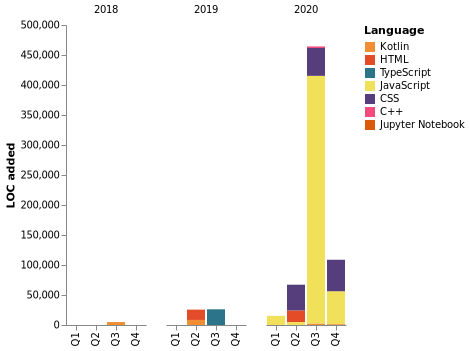 2018 2019 2020
Language
Kotlin
HTML
TypeScript
JavaScript
CSS
C++
Jupyter Notebook
LOC added
500,000
450,000
400,000
350,000
300,000
250,000
200,000
150,000
100,000
50,000
0
Q1 Q2 Q3 Q4 Q1 Q2 Q3 Q4 Q1 Q2 Q3 Q4